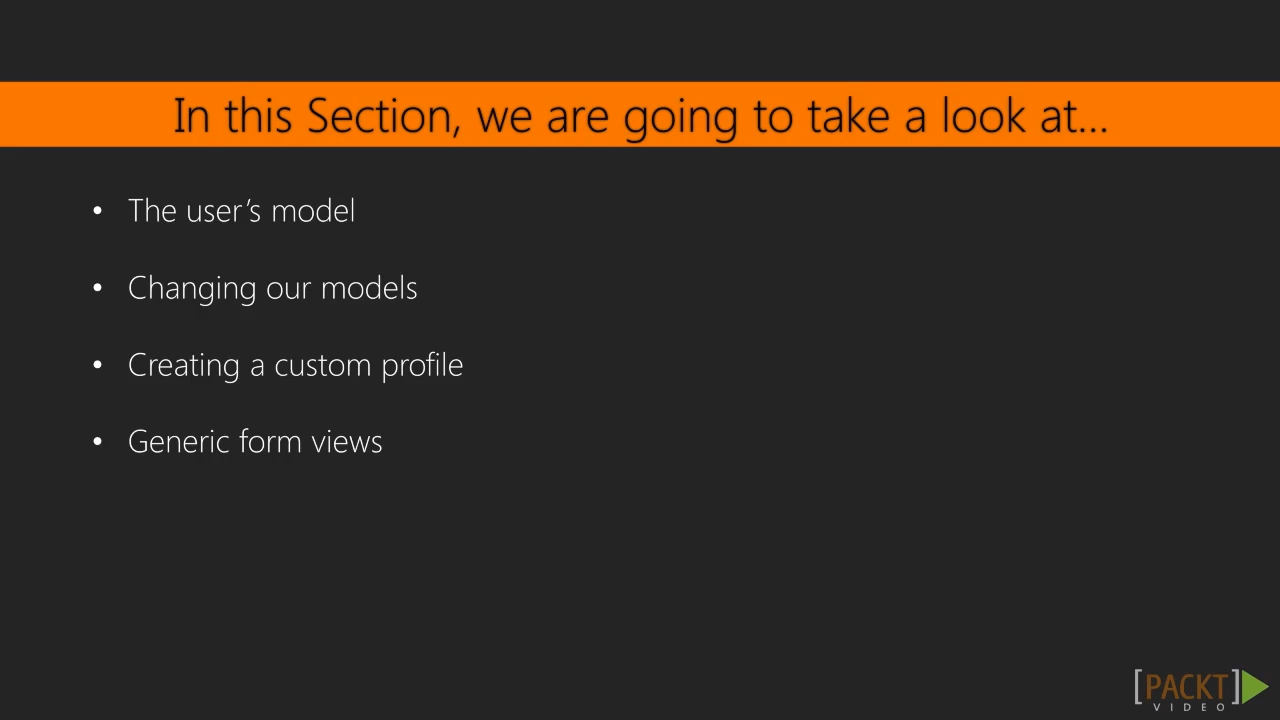 In this Section, we are going to take a look at...
• The user’s model
• Changing our models
• Creating a custom profile
• Generic form views
[PACKT]
VIDEO